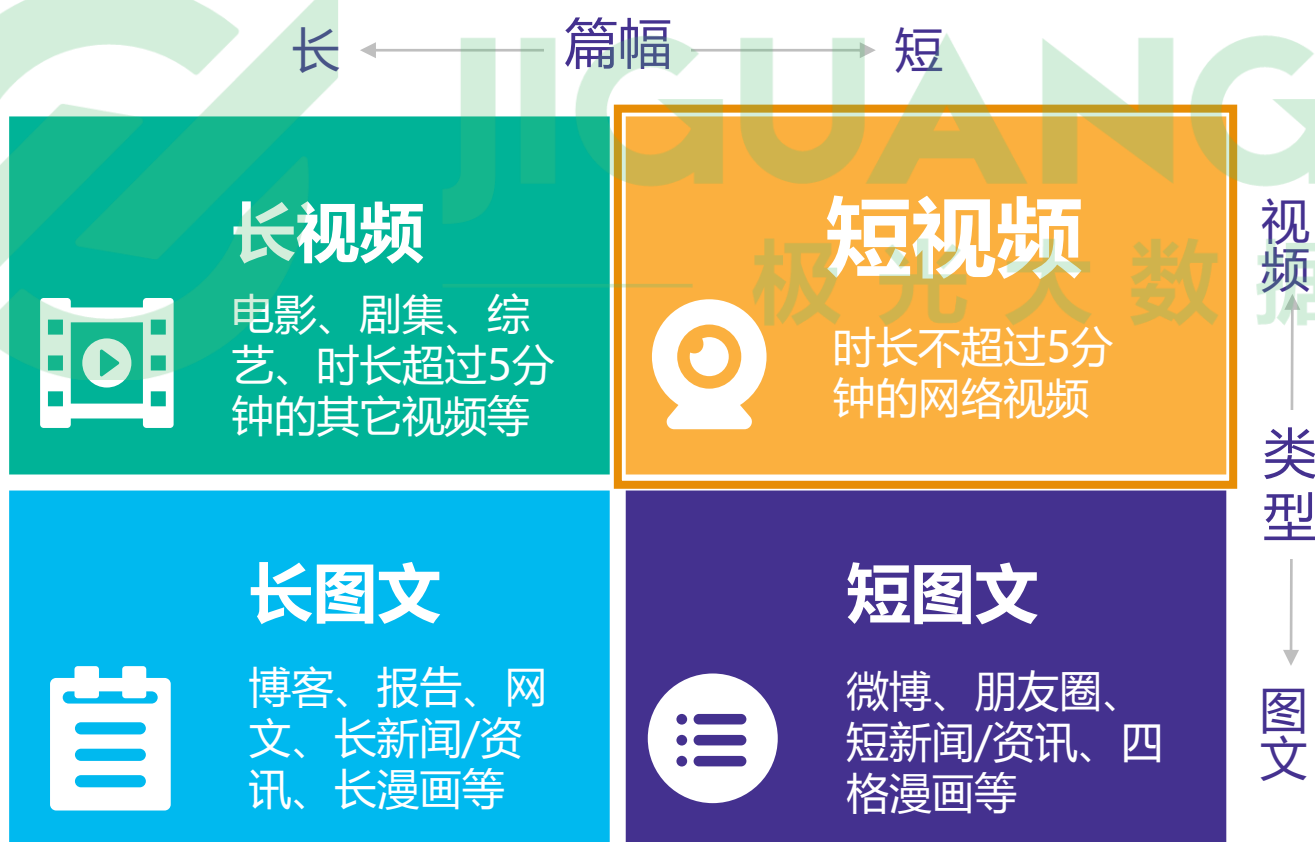 长 篇幅 短
JIGUANG
极光大数据
长视频
电影、剧集、综
艺、时长超过5分
钟的其它视频等
短视频
时长不超过5分
钟的网络视频
视频
类型
图文
长图文
博客、报告、网
文、长新闻/资
讯、长漫画等
短图文
微博、朋友圈、
短新闻/资讯、四
格漫画等